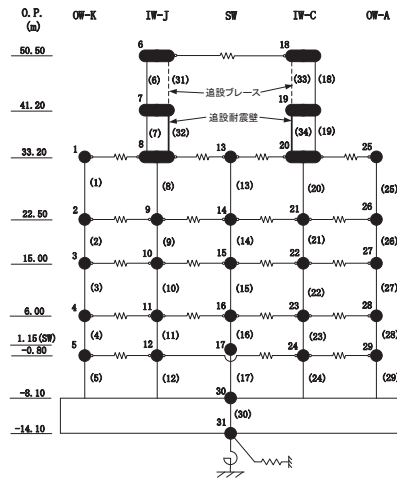 O.P. OW-K IW-J SW IW-C OW-A
(m)
6 18
50.50
(6) (31) (33) (18)
追設ブレース
7 19
41.20
追設耐震壁
(7) (32) (34) (19)
1 8 13 20 25
33.20
(1) (8) (13) (20) (25)
2 9 14 21 26
22.50
(2) (9) (14) (21) (26)
3 10 15 22 27
15.00
(3) (10) (15) (22) (27)
4 11 16 23 28
6.00
(4) (11) (16) (23) (28)
1.15(SW)
5 12 17 24 29
-0.80
(5) (12) (17) (24) (29)
30
-8.10
(30)
31
-14.10